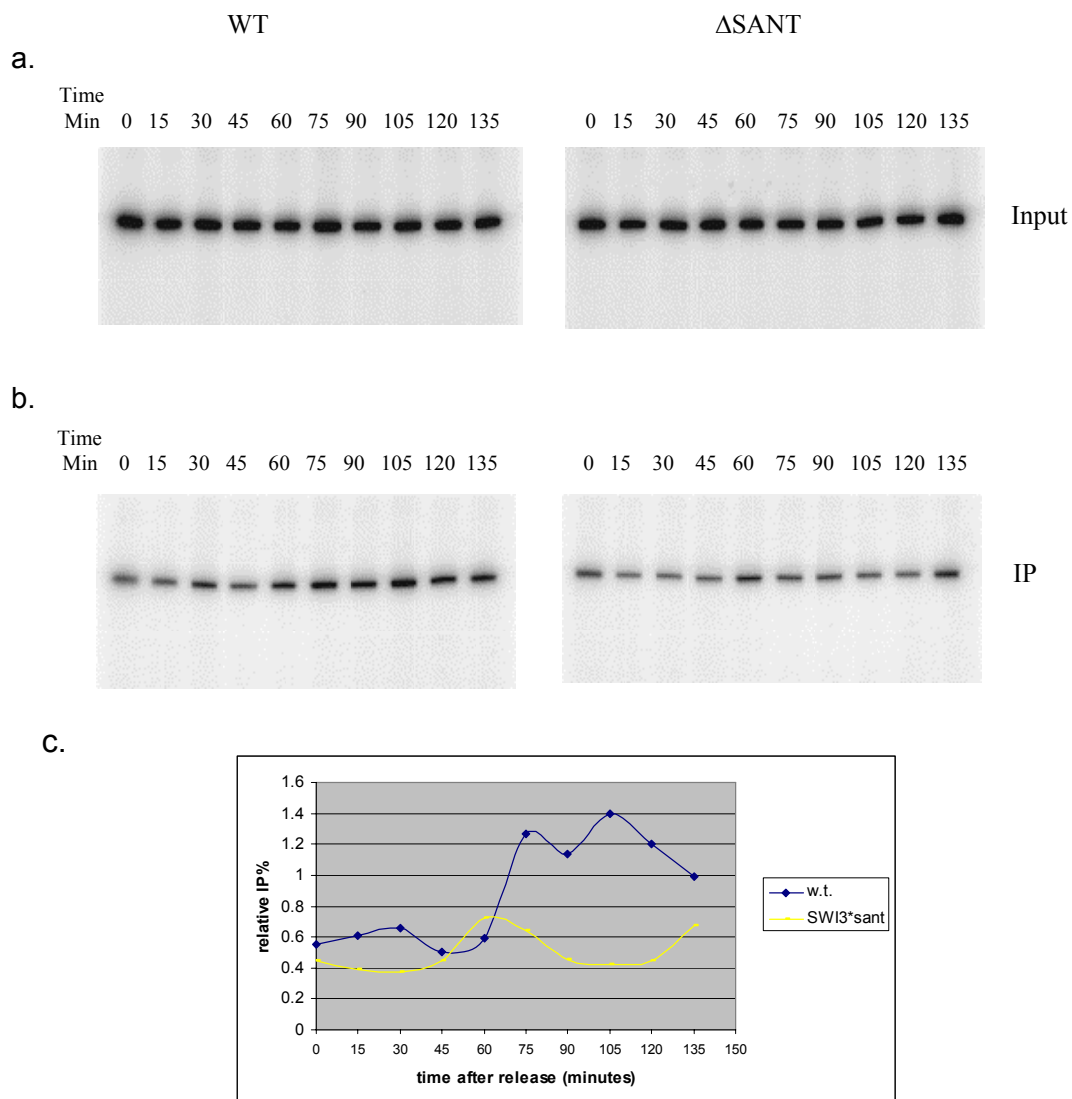 WT ΔSANT
a.
Time
Min 0 15 30 45 60 75 90 105 120 135 0 15 30 45 60 75 90 105 120 135
Input
b.
Time
Min 0 15 30 45 60 75 90 105 120 135 0 15 30 45 60 75 90 105 120 135
IP
c.
1.6
1.4
1.2
1
0.8
0.6
0.4
0.2
0
relative IP%
0 15 30 45 60 75 90 105 120 135 150
time after release (minutes)
w.t.
SWI3*sant